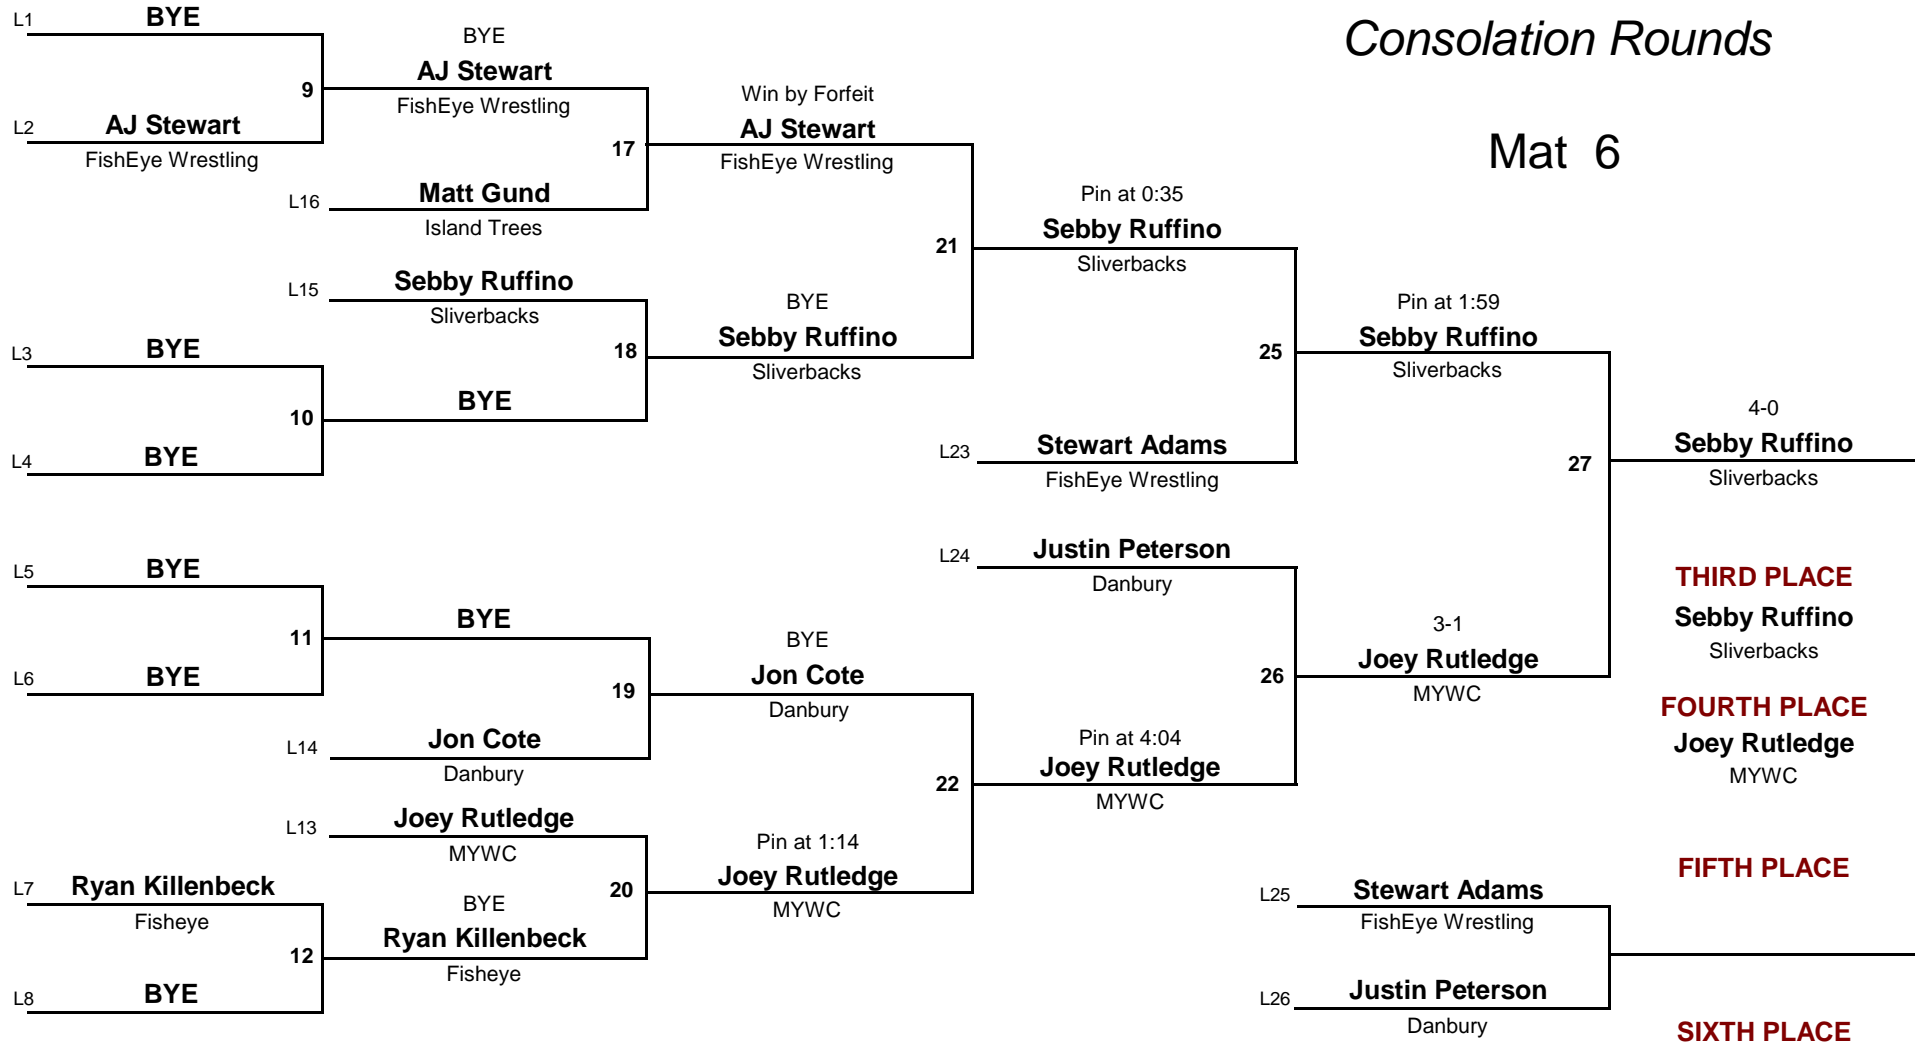 Consolation Rounds
Mat 6
L1
BYE
9
L2
AJ Stewart
FishEye Wrestling
BYE
AJ Stewart
FishEye Wrestling
17
L16
Matt Gund
Island Trees
Win by Forfeit
AJ Stewart
FishEye Wrestling
21
L15
Sebby Ruffino
Sliverbacks
18
L3
BYE
10
L4
BYE
BYE
BYE
Sebby Ruffino
Sliverbacks
Pin at 0:35
Sebby Ruffino
Sliverbacks
25
L23
Stewart Adams
FishEye Wrestling
Pin at 1:59
Sebby Ruffino
Sliverbacks
27
4-0
Sebby Ruffino
Sliverbacks
L5
BYE
11
L6
BYE
BYE
19
L14
Jon Cote
Danbury
BYE
Jon Cote
Danbury
22
L13
Joey Rutledge
MYWC
20
L7
Ryan Killenbeck
Fisheye
12
L8
BYE
BYE
Ryan Killenbeck
Fisheye
Pin at 1:14
Joey Rutledge
MYWC
L24
Justin Peterson
Danbury
26
Pin at 4:04
Joey Rutledge
MYWC
3-1
Joey Rutledge
MYWC
THIRD PLACE
Sebby Ruffino
Sliverbacks
FOURTH PLACE
Joey Rutledge
MYWC
FIFTH PLACE
L25
Stewart Adams
FishEye Wrestling
L26
Justin Peterson
Danbury
SIXTH PLACE